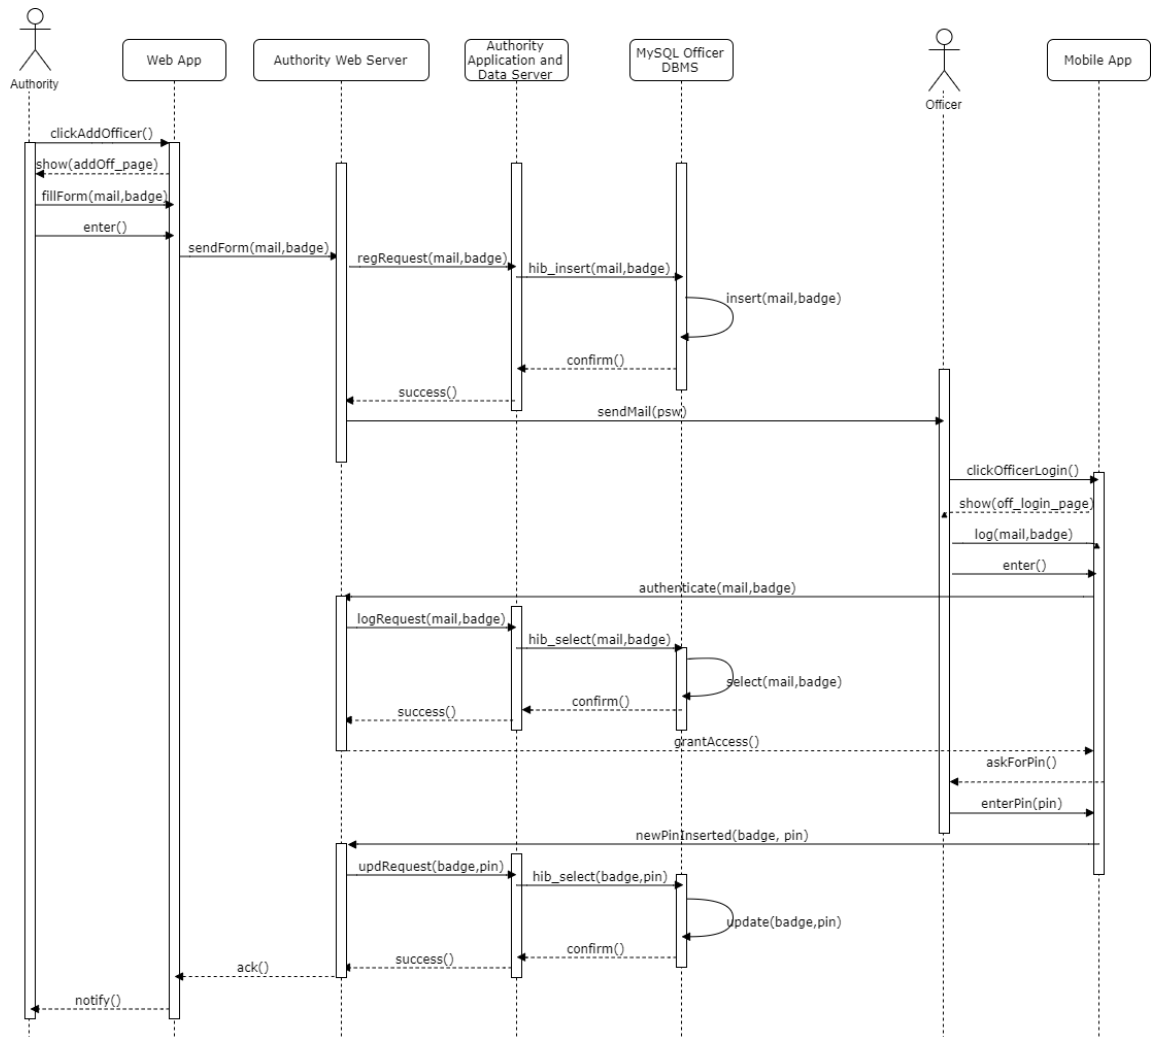 Authority
Web App
Authority Web Server
Authority
Application and
Data Server
MySQL Officer
DBMS
Officer
Mobile App
clickAddOfficer()
show(addOff_page)
fillForm(mail,badge)
enter()
sendForm(mail,badge)
regRequest(mail,badge)
hib_insert(mail,badge)
insert(mail,badge)
confirm()
success()
sendMail(psw)
clickOfficerLogin()
show(off_login_page)
log(mail,badge)
enter()
authenticate(mail,badge)
logRequest(mail,badge)
hib_select(mail,badge)
select(mail,badge)
confirm()
success()
grantAccess()
askForPin()
enterPin(pin)
newPinInserted(badge, pin)
updRequest(badge,pin)
hib_select(badge,pin)
update(badge,pin)
confirm()
success()
ack()
notify()